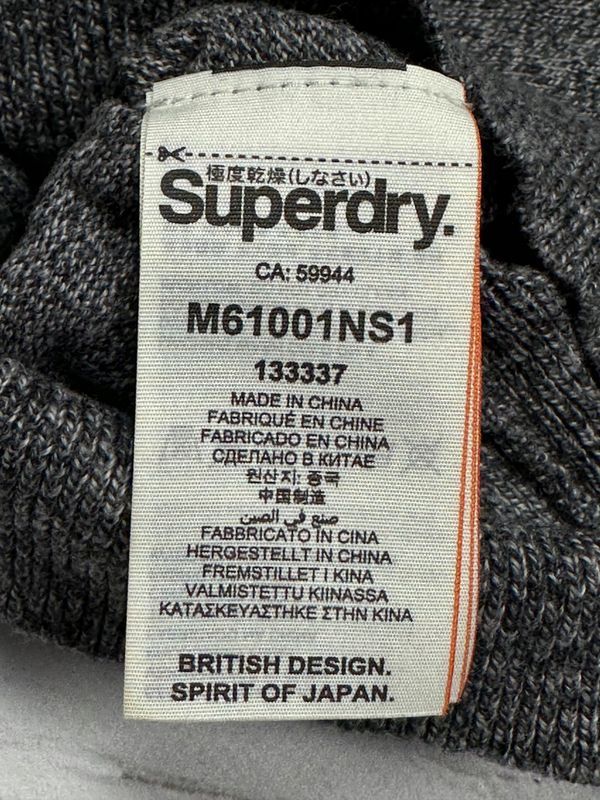 極度乾燥(しなさい)
Superdry.
CA: 59944
M61001NS1
133337
MADE IN CHINA
FABRIQUÉ EN CHINE
FABRICADO EN CHINA
СДЕЛАНО В КИТАЕ
원산지: 중국
中国制造
صنع في الصين
FABBRICATO IN CINA
HERGESTELLT IN CHINA
FREMSTILLET I KINA
VALMISTETTU KIINASSA
ΚΑΤΑΣΚΕΥΑΣΤΗΚΕ ΣΤΗΝ ΚΙΝΑ
BRITISH DESIGN.
SPIRIT OF JAPAN.